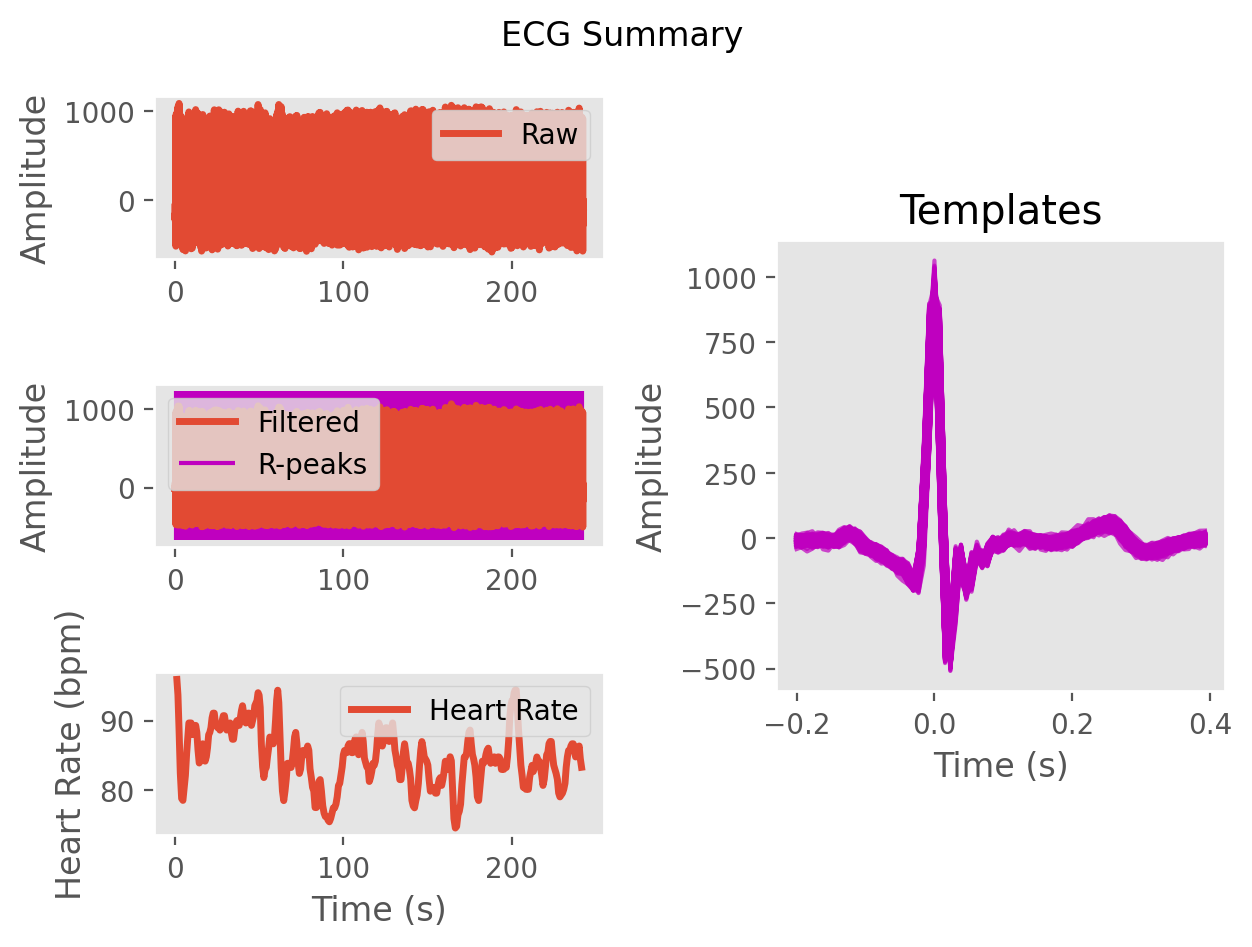 ECG Summary
Amplitude
1000
0
Raw
0 100 200
Amplitude
1000
0
Filtered
R-peaks
0 100 200
Heart Rate (bpm)
90
80
Heart Rate
0 100 200
Time (s)
Templates
Amplitude
1000
750
500
250
0
−250
−500
−0.2 0.0 0.2 0.4
Time (s)